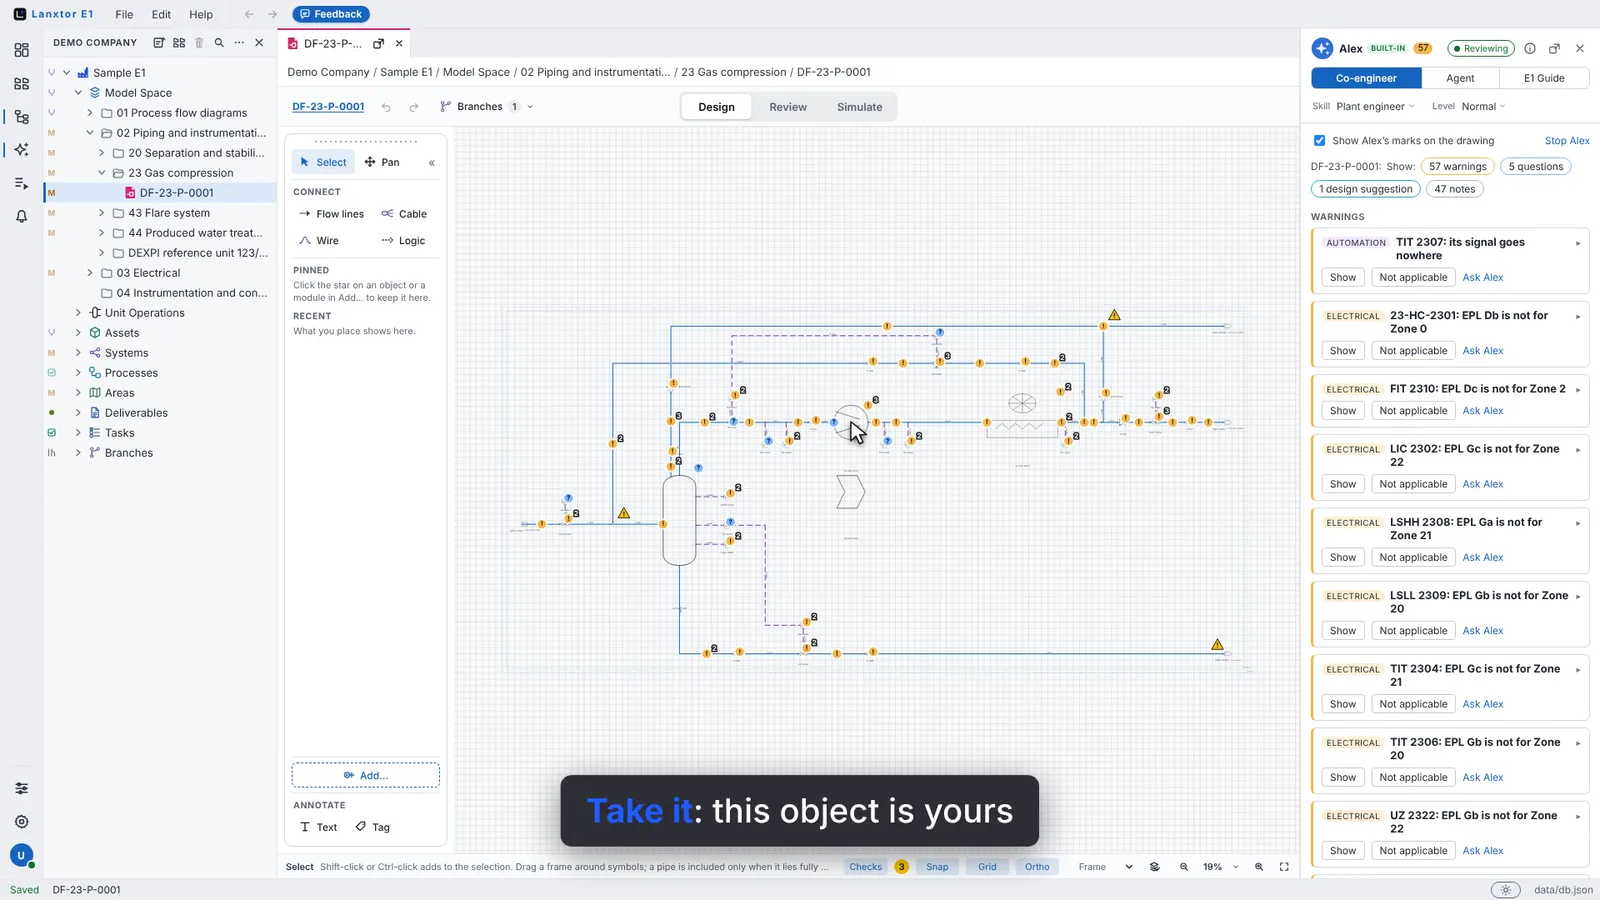 Lanxtor E1
File
Edit
Help
Feedback
DEMO COMPANY
DF-23-P-...
Sample E1
Model Space
01 Process flow diagrams
02 Piping and instrumentati...
20 Separation and stabili...
23 Gas compression
DF-23-P-0001
43 Flare system
44 Produced water treat...
DEXPI reference unit 123/...
03 Electrical
04 Instrumentation and con...
Unit Operations
Assets
Systems
Processes
Areas
Deliverables
Tasks
Branches
Demo Company / Sample E1 / Model Space / 02 Piping and instrumentati... / 23 Gas compression / DF-23-P-0001
DF-23-P-0001
Branches 1
Design
Review
Simulate
Select
Pan
CONNECT
Flow lines
Cable
Wire
Logic
PINNED
Click the star on an object or a
module in Add... to keep it here.
RECENT
What you place shows here.
Add...
ANNOTATE
Text
Tag
Take it: this object is yours
Select Shift-click or Ctrl-click adds to the selection. Drag a frame around symbols; a pipe is included only when it lies fully ...
Checks 3
Snap
Grid
Ortho
Frame
19%
Alex BUILT-IN 57
Reviewing
Co-engineer
Agent
E1 Guide
Skill Plant engineer
Level Normal
Show Alex's marks on the drawing
Stop Alex
DF-23-P-0001: Show: 57 warnings 5 questions
1 design suggestion 47 notes
WARNINGS
AUTOMATION TIT 2307: its signal goes
nowhere
Show Not applicable Ask Alex
ELECTRICAL 23-HC-2301: EPL Db is not for
Zone 0
Show Not applicable Ask Alex
ELECTRICAL FIT 2310: EPL Dc is not for Zone 2
Show Not applicable Ask Alex
ELECTRICAL LIC 2302: EPL Gc is not for Zone
22
Show Not applicable Ask Alex
ELECTRICAL LSHH 2308: EPL Ga is not for
Zone 21
Show Not applicable Ask Alex
ELECTRICAL LSLL 2309: EPL Gb is not for Zone
20
Show Not applicable Ask Alex
ELECTRICAL TIT 2304: EPL Gc is not for Zone
21
Show Not applicable Ask Alex
ELECTRICAL TIT 2306: EPL Gb is not for Zone
20
Show Not applicable Ask Alex
ELECTRICAL UZ 2322: EPL Gb is not for Zone
22
Show Not applicable Ask Alex
U
Saved
DF-23-P-0001
data/db.json